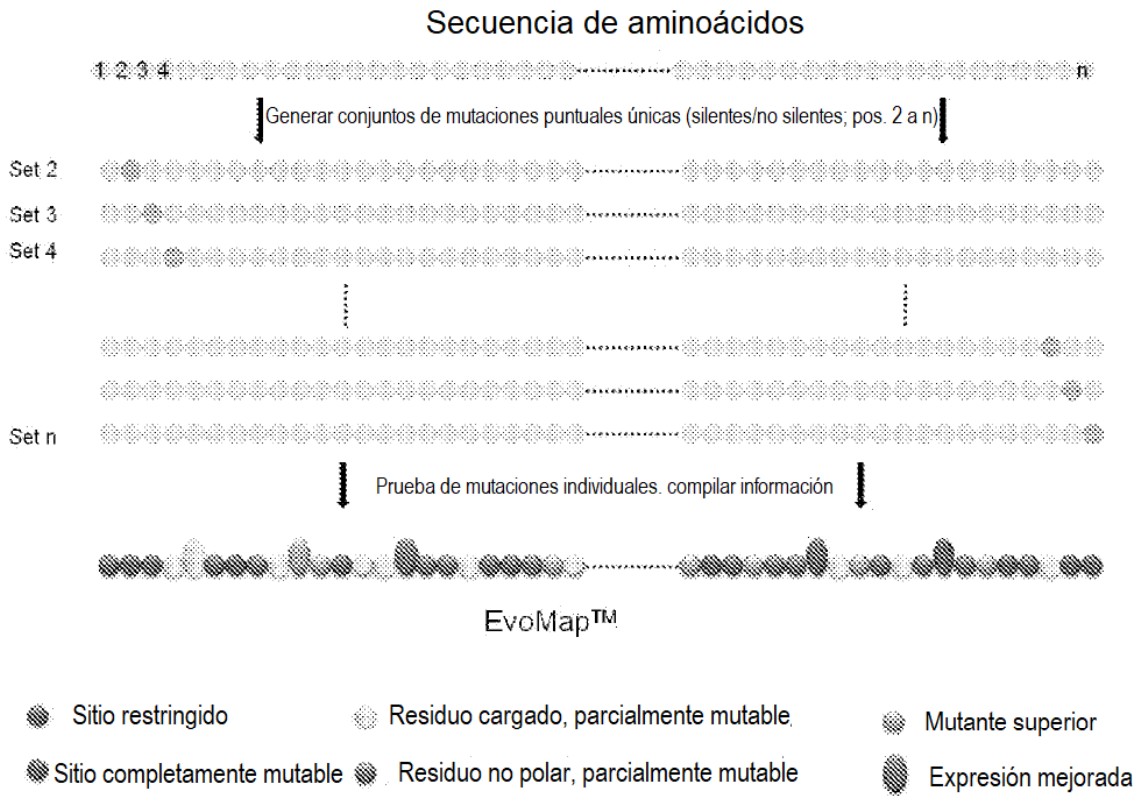 Secuencia de aminoácidos
1 2 3 4 n
Generar conjuntos de mutaciones puntuales únicas (silentes/no silentes; pos. 2 a n)
Set 2
Set 3
Set 4
Set n
Prueba de mutaciones individuales. compilar información
EvoMap™
Sitio restringido
Residuo cargado, parcialmente mutable
Mutante superior
Sitio completamente mutable
Residuo no polar, parcialmente mutable
Expresión mejorada